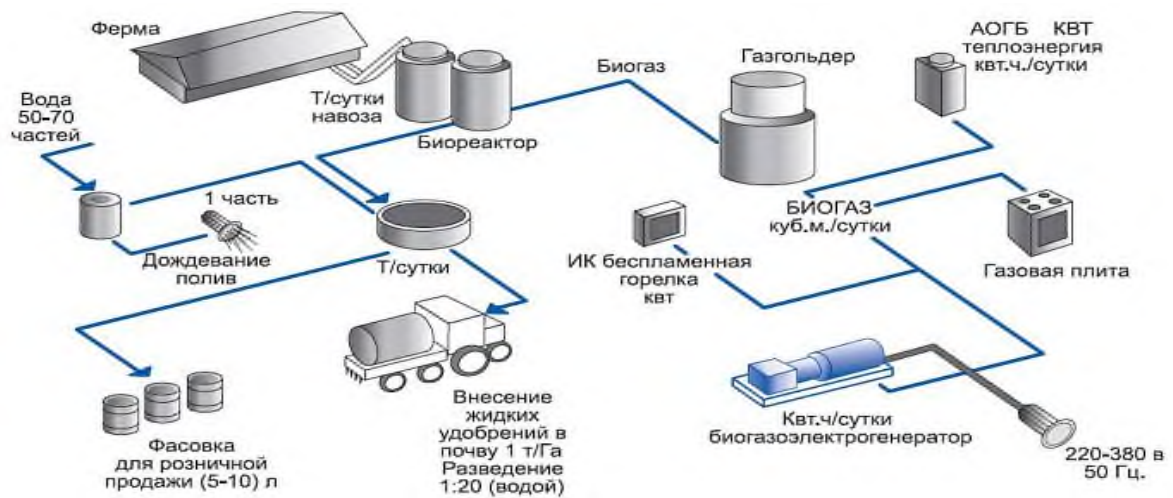 Ферма
Вода
50-70
частей
Т/сутки
навоза
Биореактор
Биогаз
Газгольдер
АОГБ КВТ
теплоэнергия
квт.ч./сутки
1 часть
Дождевание
полив
Т/сутки
ИК беспламенная
горелка
квт
БИОГАЗ
куб.м./сутки
Газовая плита
Фасовка
для розничной
продажи (5-10) л
Внесение
жидких
удобрений в
почву 1 т/Га
Разведение
1:20 (водой)
Квт.ч/сутки
биогазоэлектрогенератор
220-380 в
50 Гц.